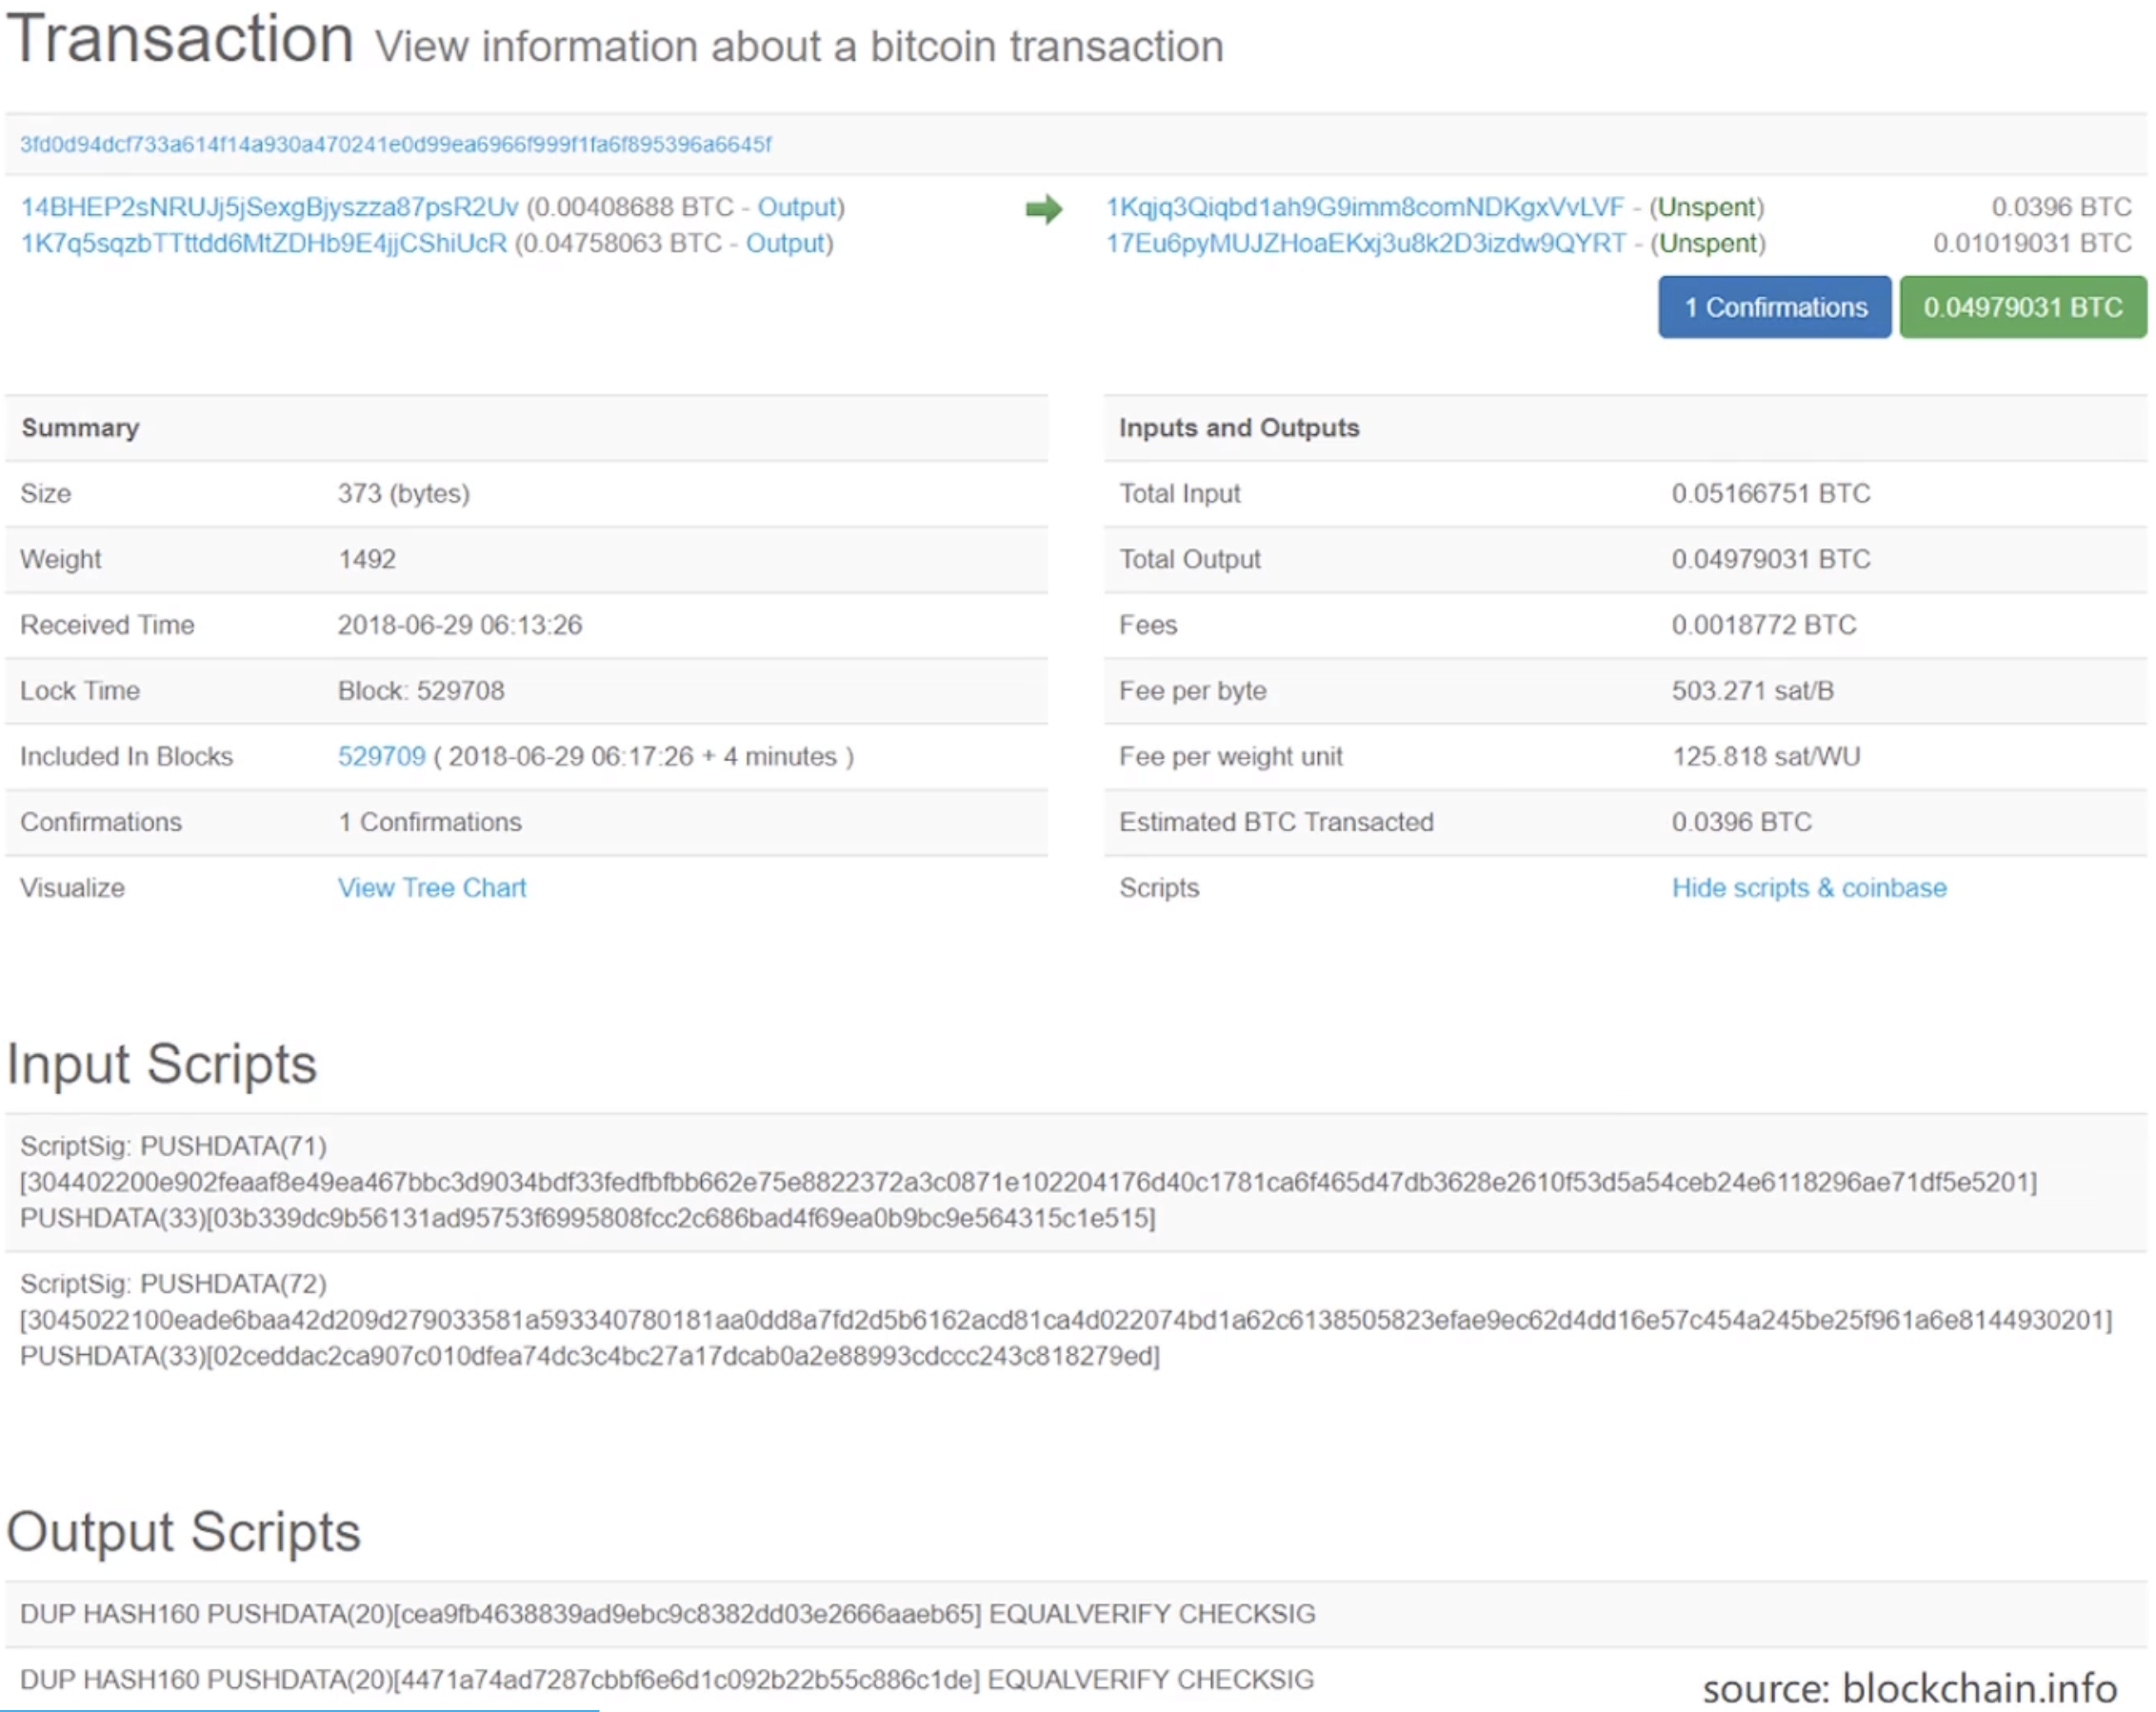 Transaction View information about a bitcoin transaction
3fd0d94dcf733a614f14a930a470241e0d99ea6966f999f1fa6f895396a6645f
14BHEP2sNRUJj5jSexgBjyszza87psR2Uv (0.00408688 BTC - Output)
1K7q5sqzbTTttdd6MtZDHb9E4jjCShiUcR (0.04758063 BTC - Output)
1Kqjq3Qiqbd1ah9G9imm8comNDKgxVvLVF - (Unspent) 0.0396 BTC
17Eu6pyMUJZHoaEKxj3u8k2D3izdw9QYRT - (Unspent) 0.01019031 BTC
1 Confirmations 0.04979031 BTC
Summary
Size 373 (bytes)
Weight 1492
Received Time 2018-06-29 06:13:26
Lock Time Block: 529708
Included In Blocks 529709 ( 2018-06-29 06:17:26 + 4 minutes )
Confirmations 1 Confirmations
Visualize View Tree Chart
Inputs and Outputs
Total Input 0.05166751 BTC
Total Output 0.04979031 BTC
Fees 0.0018772 BTC
Fee per byte 503.271 sat/B
Fee per weight unit 125.818 sat/WU
Estimated BTC Transacted 0.0396 BTC
Scripts Hide scripts & coinbase
Input Scripts
ScriptSig: PUSHDATA(71)
[304402200e902feaaf8e49ea467bbc3d9034bdf33fedfbfbb662e75e8822372a3c0871e102204176d40c1781ca6f465d47db3628e2610f53d5a54ceb24e6118296ae71df5e5201]
PUSHDATA(33)[03b339dc9b56131ad95753f6995808fcc2c686bad4f69ea0b9bc9e564315c1e515]
ScriptSig: PUSHDATA(72)
[3045022100eade6baa42d209d279033581a593340780181aa0dd8a7fd2d5b6162acd81ca4d022074bd1a62c6138505823efae9ec62d4dd16e57c454a245be25f961a6e8144930201]
PUSHDATA(33)[02ceddac2ca907c010dfea74dc3c4bc27a17dcab0a2e88993cdccc243c818279ed]
Output Scripts
DUP HASH160 PUSHDATA(20)[cea9fb4638839ad9ebc9c8382dd03e2666aaeb65] EQUALVERIFY CHECKSIG
DUP HASH160 PUSHDATA(20)[4471a74ad7287cbbf6e6d1c092b22b55c886c1de] EQUALVERIFY CHECKSIG
source: blockchain.info